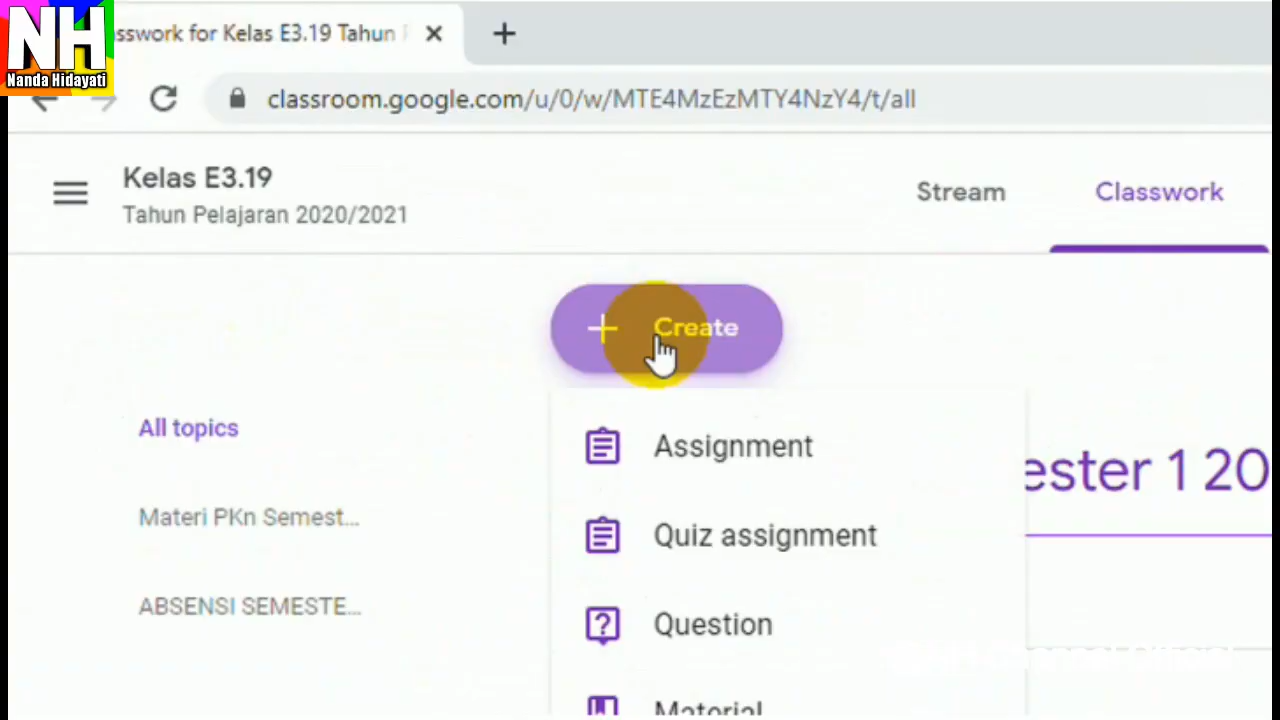 NH
Nanda Hidayati
asswork for Kelas E3.19 Tahun
classroom.google.com/u/0/w/MTE4MzEzMTY4NzY4/t/all
Kelas E3.19
Tahun Pelajaran 2020/2021
Stream
Classwork
Create
All topics
Materi PKn Semest...
ABSENSI SEMESTE...
Assignment
Quiz assignment
Question
Material
ester 1 20